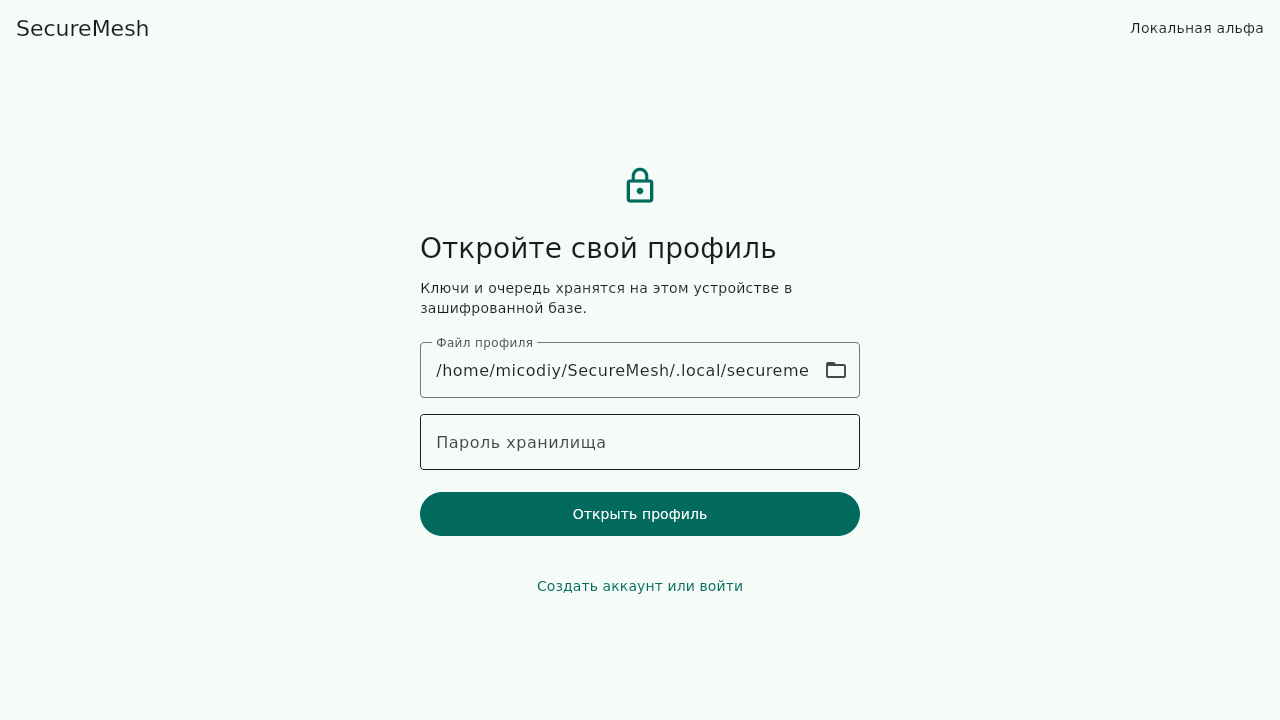 SecureMesh
Локальная альфа
Откройте свой профиль
Ключи и очередь хранятся на этом устройстве в
зашифрованной базе.
Файл профиля
/home/micodiy/SecureMesh/.local/secureme
Пароль хранилища
Открыть профиль
Создать аккаунт или войти